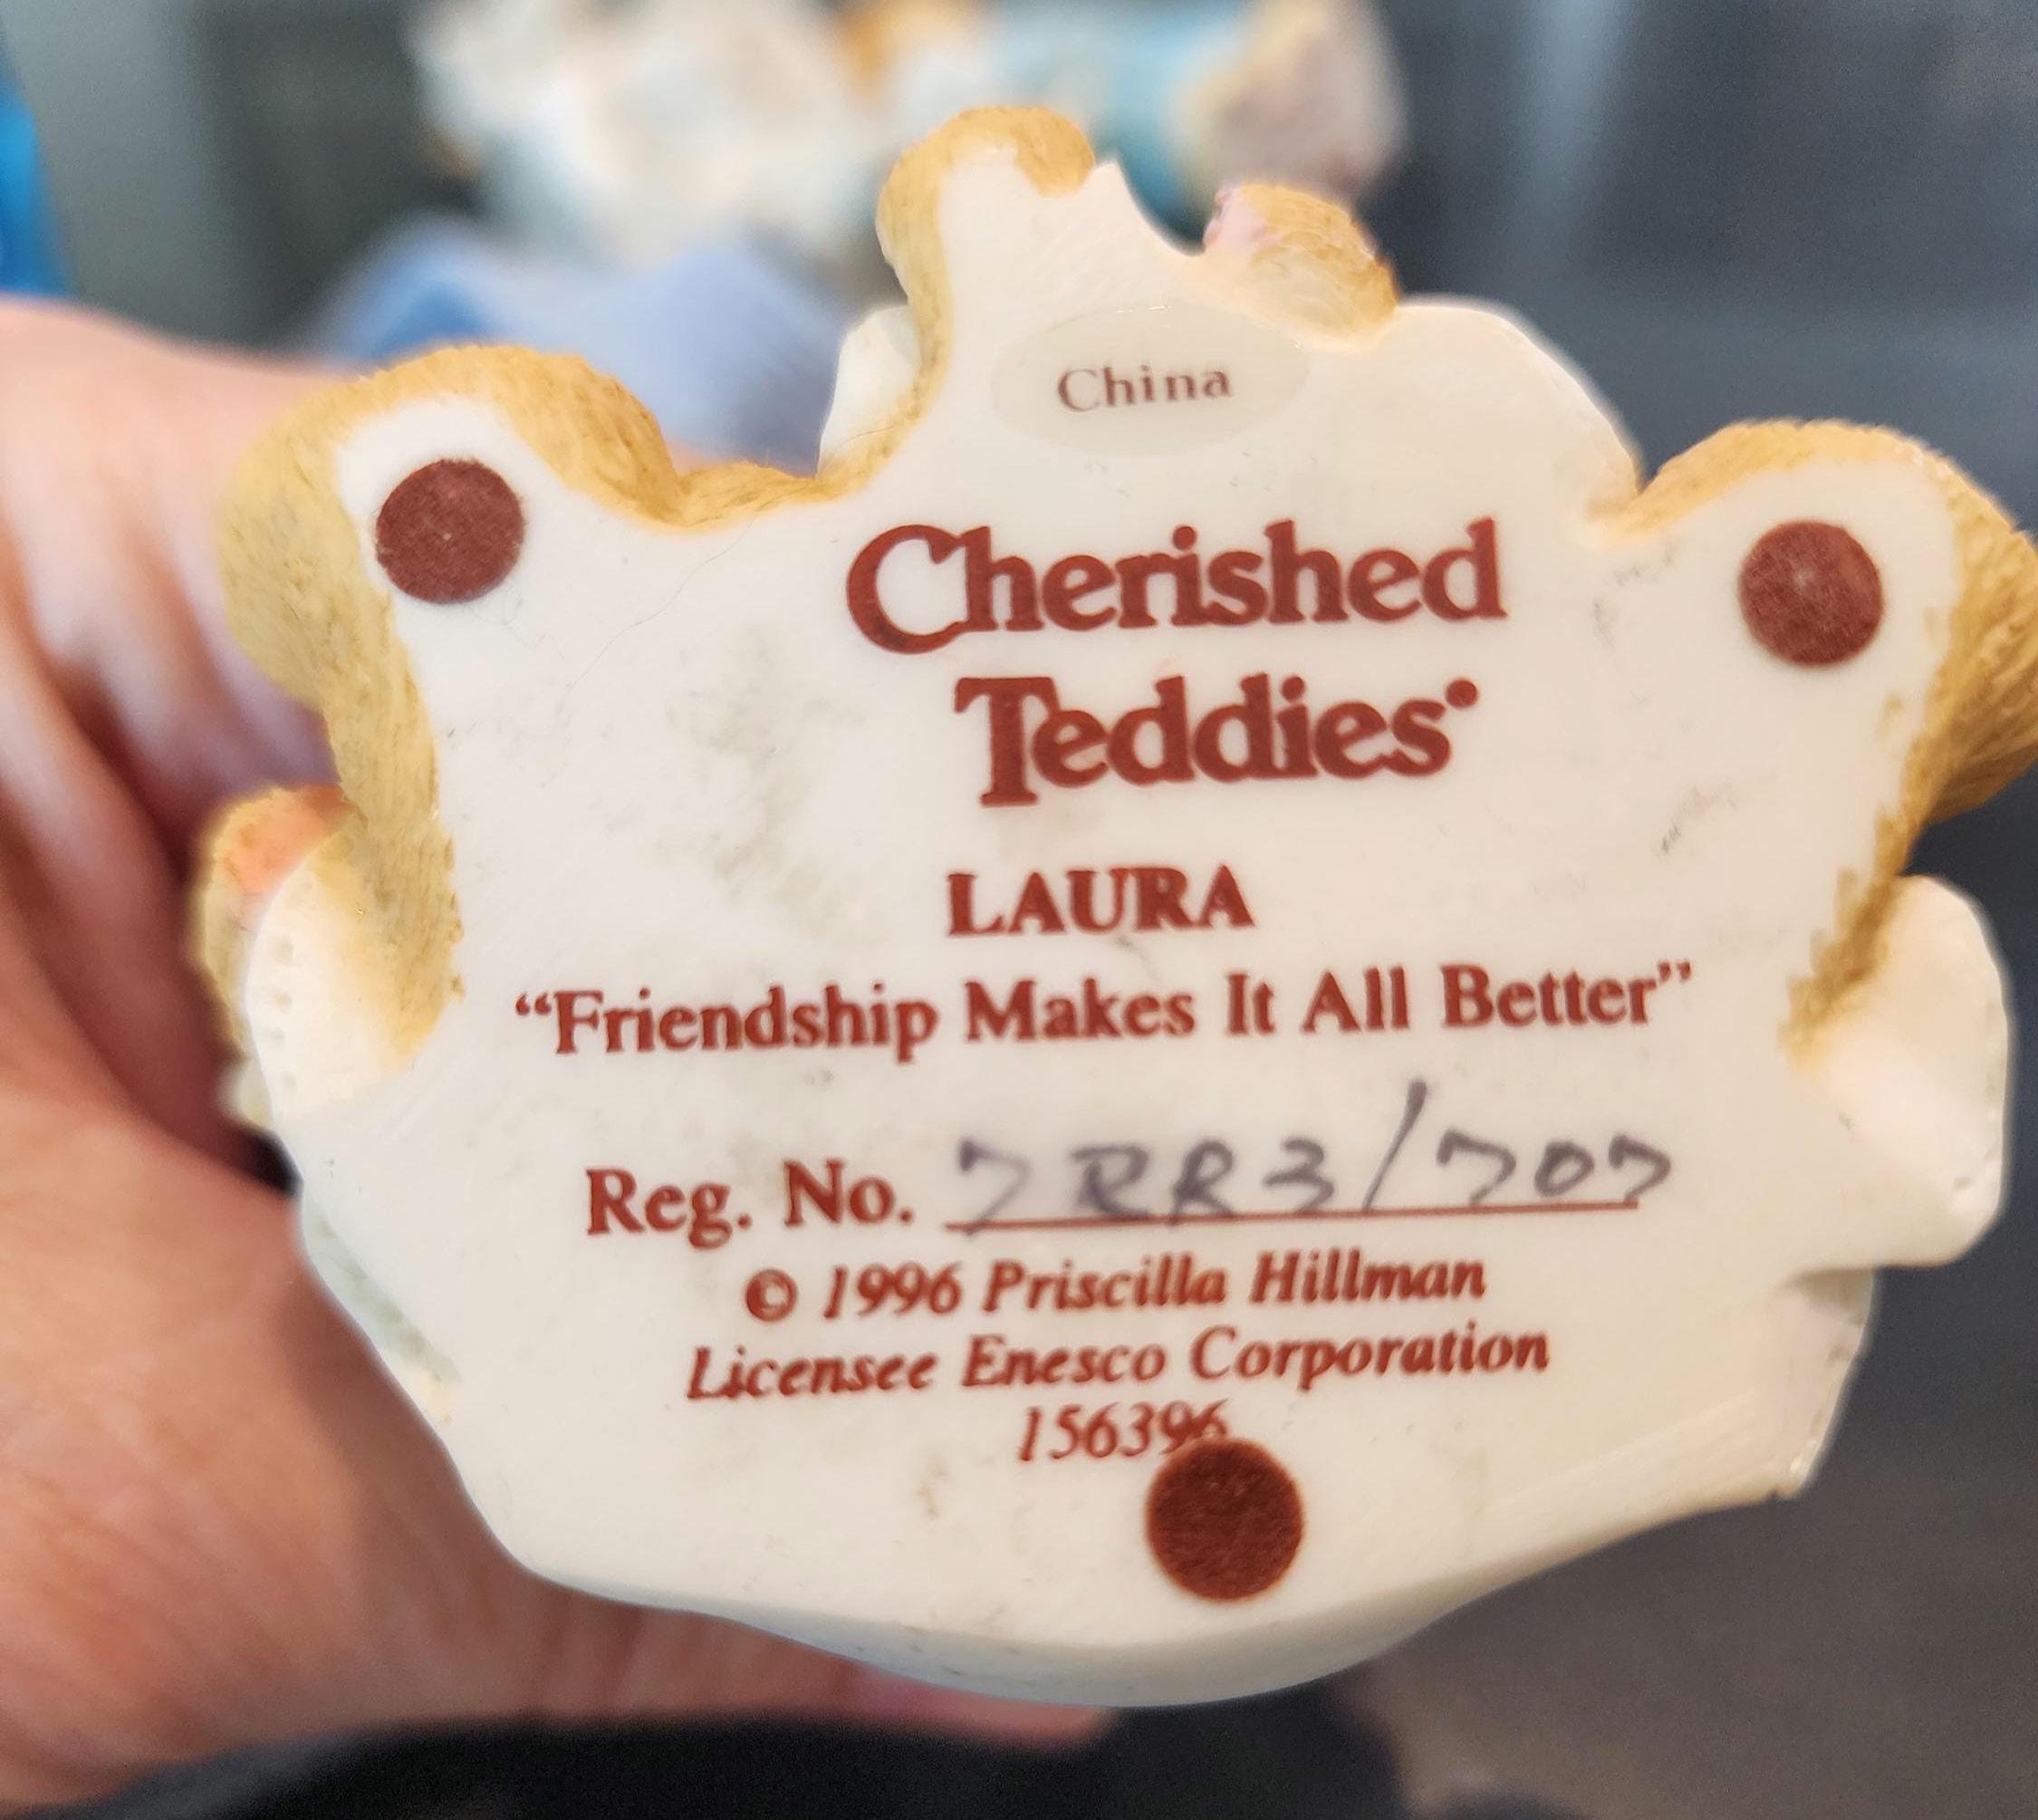 China
Cherished
Teddies®
LAURA
“Friendship Makes It All Better”
Reg. No. 7RR3/707
© 1996 Priscilla Hillman
Licensee Enesco Corporation
156396